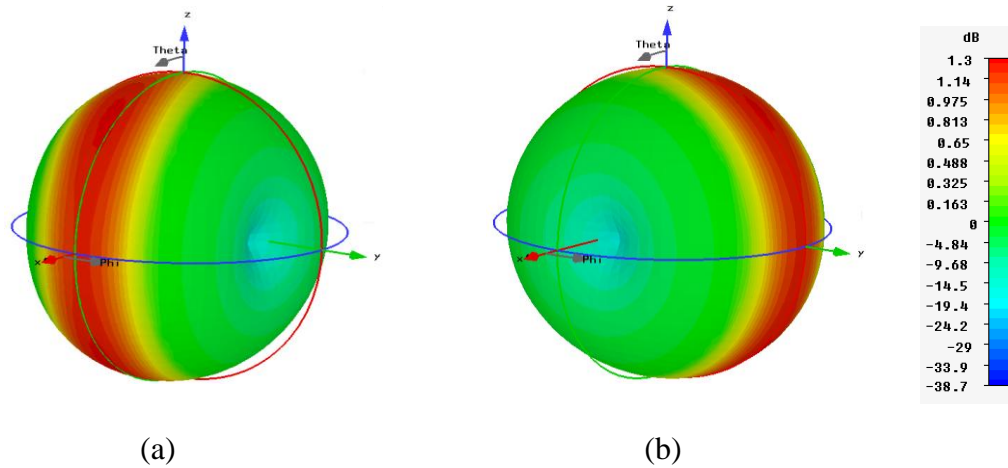 z
Theta
x
Phi
y
z
Theta
x
Phi
y
dB
1.3
1.14
0.975
0.813
0.65
0.488
0.325
0.163
0
-4.84
-9.68
-14.5
-19.4
-24.2
-29
-33.9
-38.7
(a)
(b)